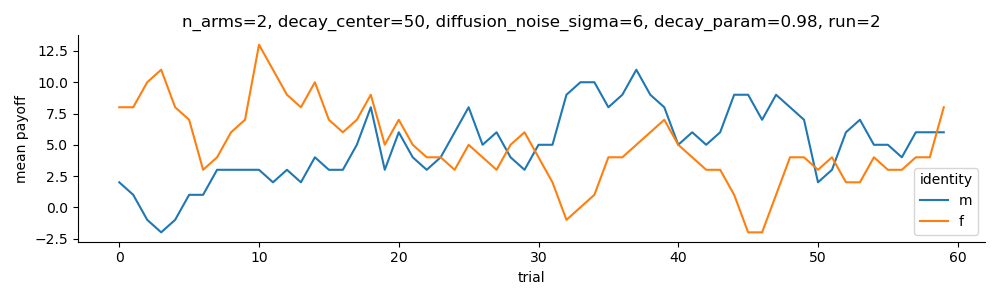 n_arms=2, decay_center=50, diffusion_noise_sigma=6, decay_param=0.98, run=2
mean payoff
12.5
10.0
7.5
5.0
2.5
0.0
−2.5
identity
m
f
0 10 20 30 40 50 60
trial